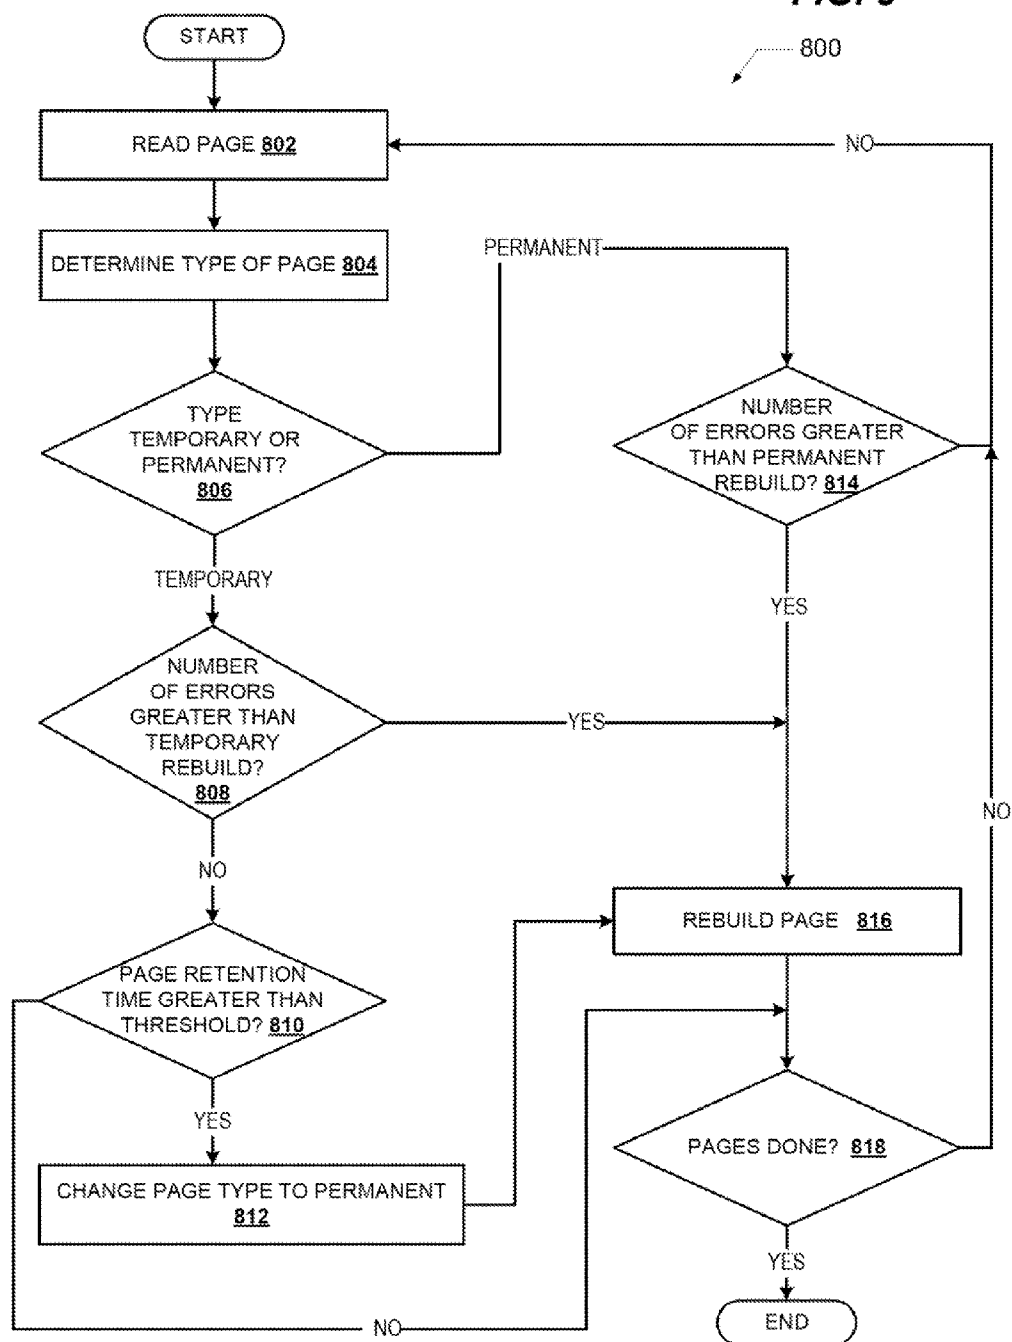 START
800
READ PAGE 802
NO
DETERMINE TYPE OF PAGE 804
PERMANENT
TYPE
TEMPORARY OR
PERMANENT?
806
NUMBER
OF ERRORS GREATER
THAN PERMANENT
REBUILD? 814
TEMPORARY
YES
NUMBER
OF ERRORS
GREATER THAN
TEMPORARY
REBUILD?
808
YES
NO
NO
REBUILD PAGE 816
PAGE RETENTION
TIME GREATER THAN
THRESHOLD? 810
YES
PAGES DONE? 818
CHANGE PAGE TYPE TO PERMANENT
812
YES
NO
END